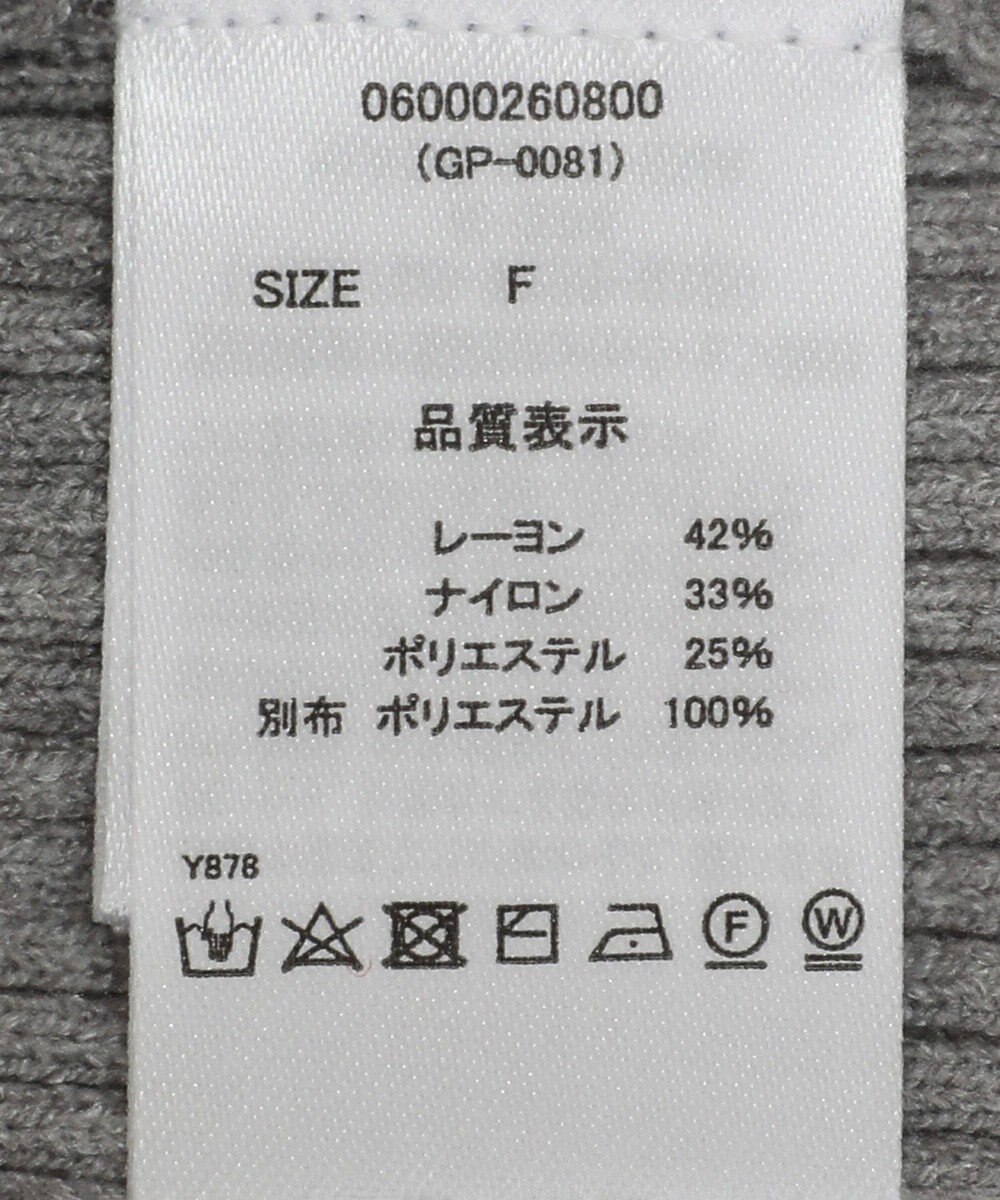 06000260800
(GP-0081)
SIZE F
品質表示
レーヨン 42%
ナイロン 33%
ポリエステル 25%
別布 ポリエステル 100%
Y878
F W